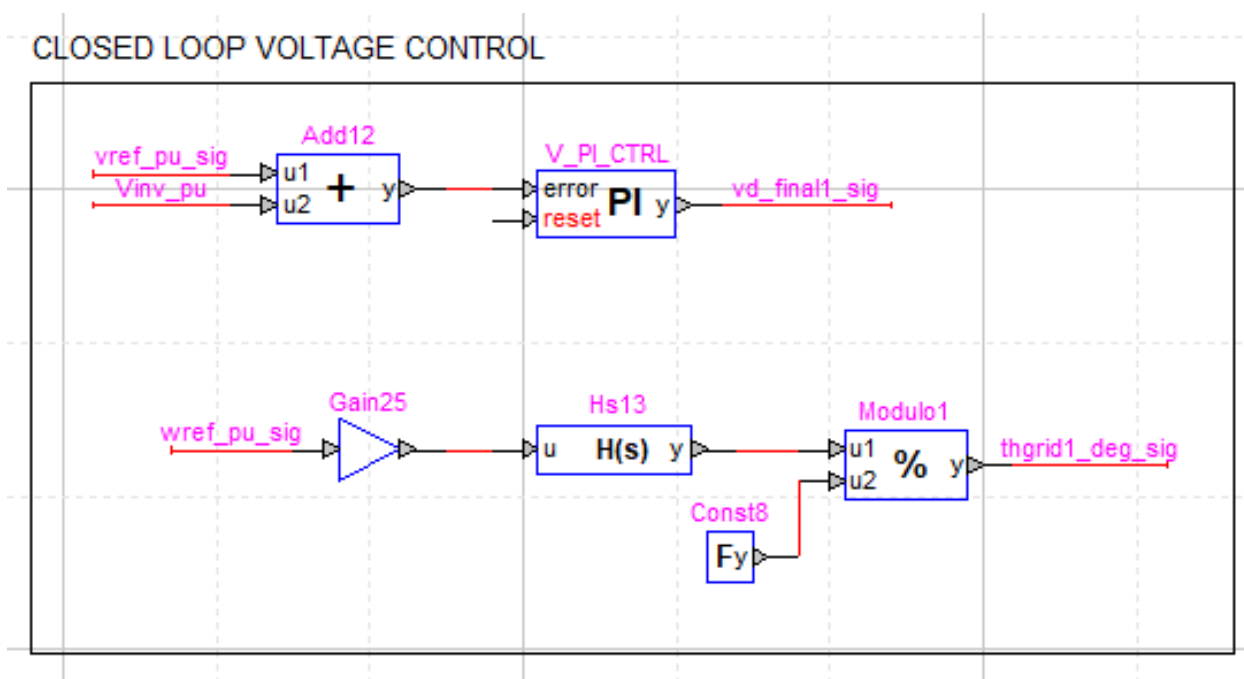 CLOSED LOOP VOLTAGE CONTROL
Add12
vref_pu_sig
u1
Vinv_pu
u2
+
y
V_PI_CTRL
error
reset
PI
y
vd_final1_sig
Gain25
wref_pu_sig
Hs13
u
H(s)
y
Modulo1
u1
u2
%
y
thgrid1_deg_sig
Const8
Fy